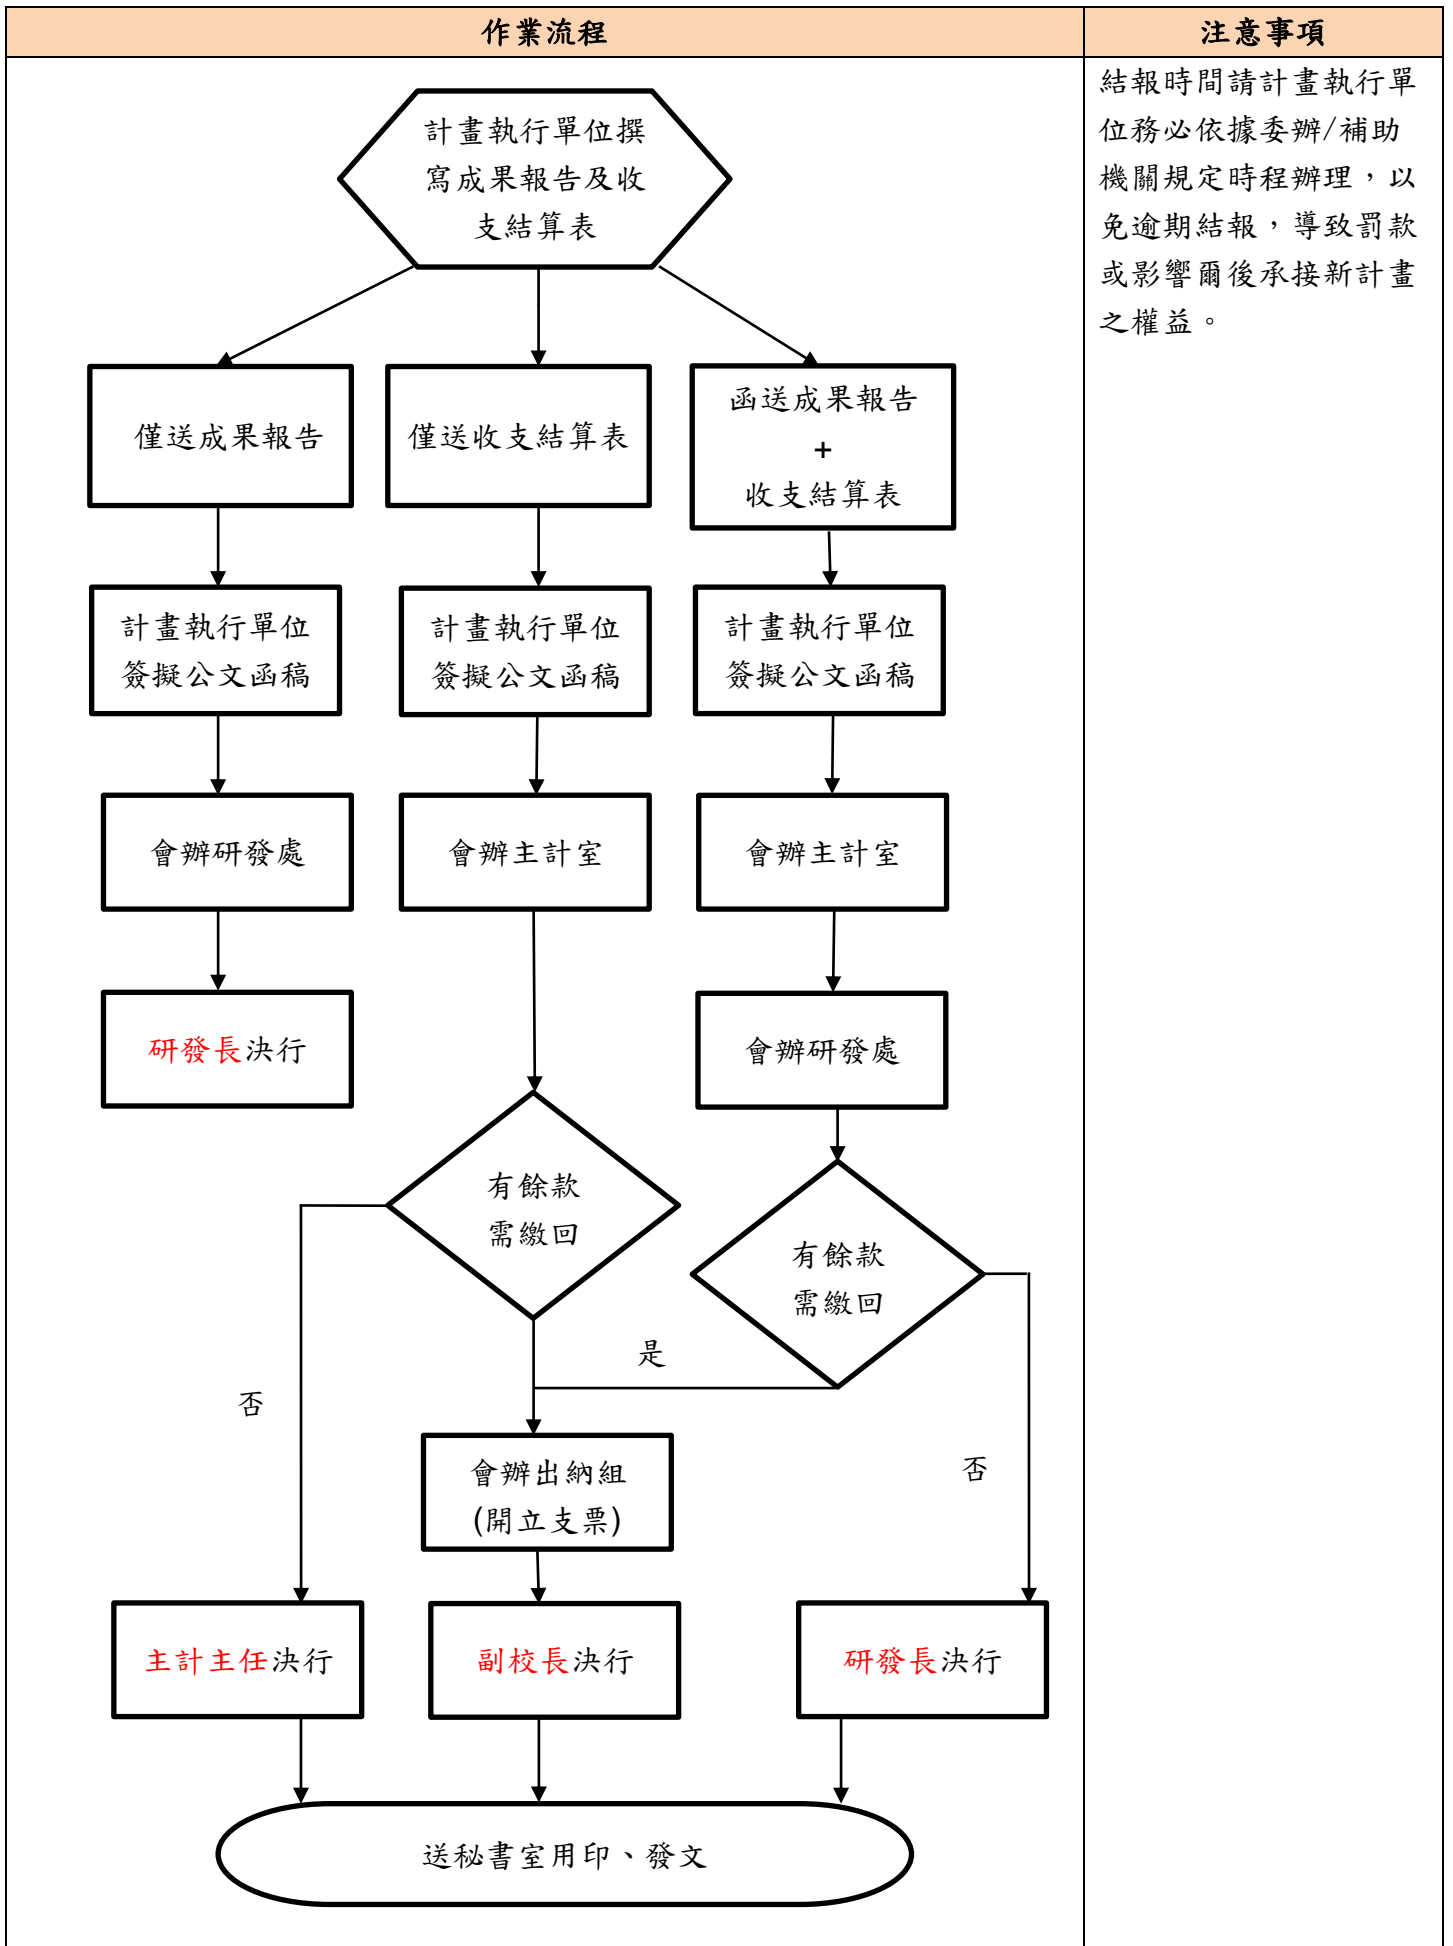 作業流程
注意事項
計畫執行單位撰
寫成果報告及收
支結算表
結報時間請計畫執行單
位務必依據委辦/補助
機關規定時程辦理，以
免逾期結報，導致罰款
或影響爾後承接新計畫
之權益。
僅送成果報告
僅送收支結算表
函送成果報告
+
收支結算表
計畫執行單位
簽擬公文函稿
計畫執行單位
簽擬公文函稿
計畫執行單位
簽擬公文函稿
會辦研發處
會辦主計室
會辦主計室
研發長決行
會辦研發處
有餘款
需繳回
有餘款
需繳回
是
否
否
會辦出納組
(開立支票)
主計主任決行
副校長決行
研發長決行
送秘書室用印、發文